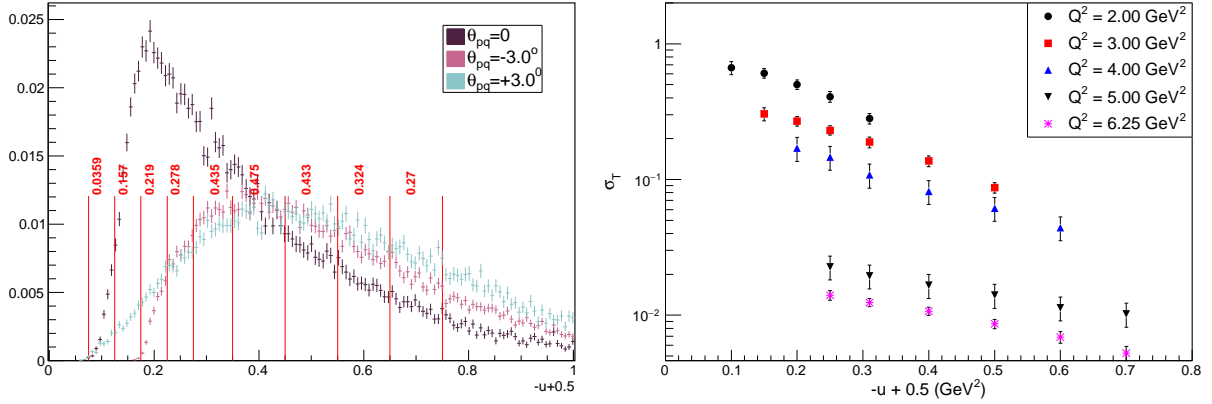 0.025
0.02
0.015
0.01
0.005
0
0
0.2
0.4
0.6
0.8
1
-u+0.5
θpq=0
θpq=-3.0°
θpq=+3.0⁰
0.0359
0.157
0.219
0.278
0.435
0.475
0.433
0.324
0.27
Q² = 2.00 GeV²
Q² = 3.00 GeV²
Q² = 4.00 GeV²
Q² = 5.00 GeV²
Q² = 6.25 GeV²
1
10⁻¹
10⁻²
σT
0.1
0.2
0.3
0.4
0.5
0.6
0.7
0.8
-u + 0.5 (GeV²)